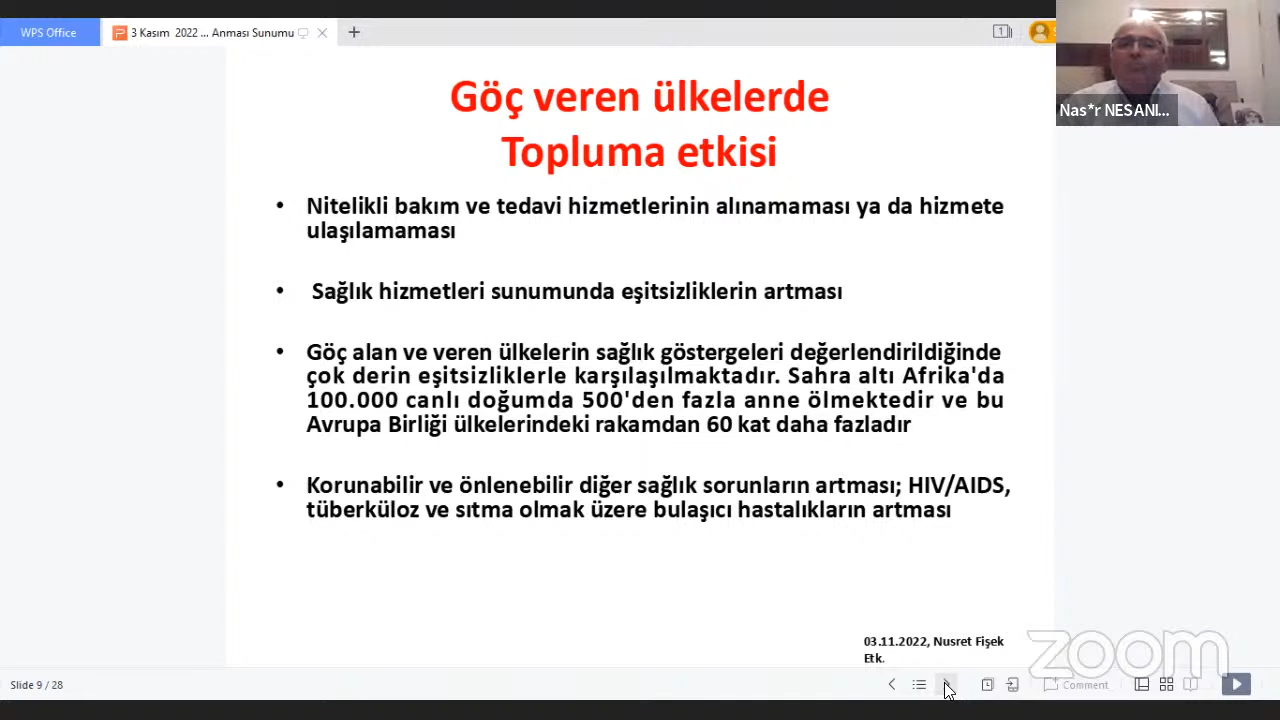 WPS Office
3 Kasım 2022 ... Anması Sunumu
1
Nas*r NESANI...
Göç veren ülkelerde
Topluma etkisi
• Nitelikli bakım ve tedavi hizmetlerinin alınamaması ya da hizmete
ulaşılamaması
• Sağlık hizmetleri sunumunda eşitsizliklerin artması
• Göç alan ve veren ülkelerin sağlık göstergeleri değerlendirildiğinde
çok derin eşitsizliklerle karşılaşılmaktadır. Sahra altı Afrika'da
100.000 canlı doğumda 500'den fazla anne ölmektedir ve bu
Avrupa Birliği ülkelerindeki rakamdan 60 kat daha fazladır
• Korunabilir ve önlenebilir diğer sağlık sorunların artması; HIV/AIDS,
tüberküloz ve sıtma olmak üzere bulaşıcı hastalıkların artması
03.11.2022, Nusret Fişek
Etk.
zoom
Slide 9 / 28
Comment